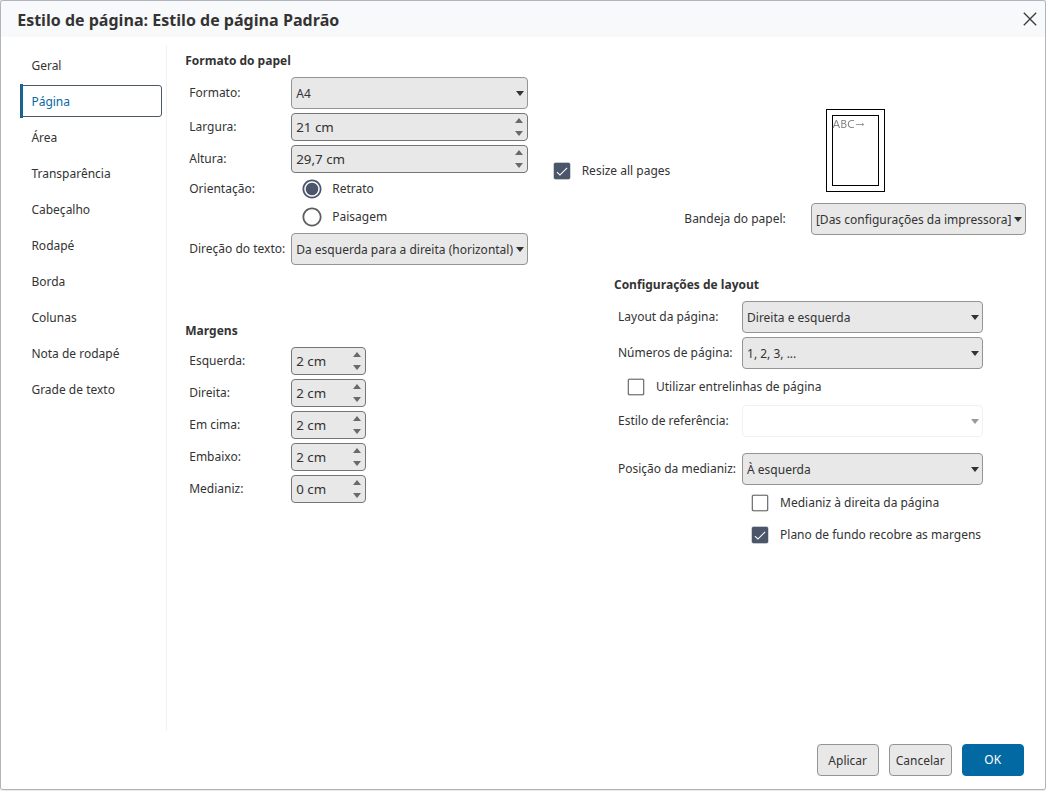 Estilo de página: Estilo de página Padrão
Geral
Página
Área
Transparência
Cabeçalho
Rodapé
Borda
Colunas
Nota de rodapé
Grade de texto
Formato do papel
Formato: A4
Largura: 21 cm
Altura: 29,7 cm
Orientação: Retrato
Paisagem
Direção do texto: Da esquerda para a direita (horizontal)
Resize all pages
ABC→
Bandeja do papel: [Das configurações da impressora]
Margens
Esquerda: 2 cm
Direita: 2 cm
Em cima: 2 cm
Embaixo: 2 cm
Medianiz: 0 cm
Configurações de layout
Layout da página: Direita e esquerda
Números de página: 1, 2, 3, ...
Utilizar entrelinhas de página
Estilo de referência:
Posição da medianiz: À esquerda
Medianiz à direita da página
Plano de fundo recobre as margens
Aplicar Cancelar OK